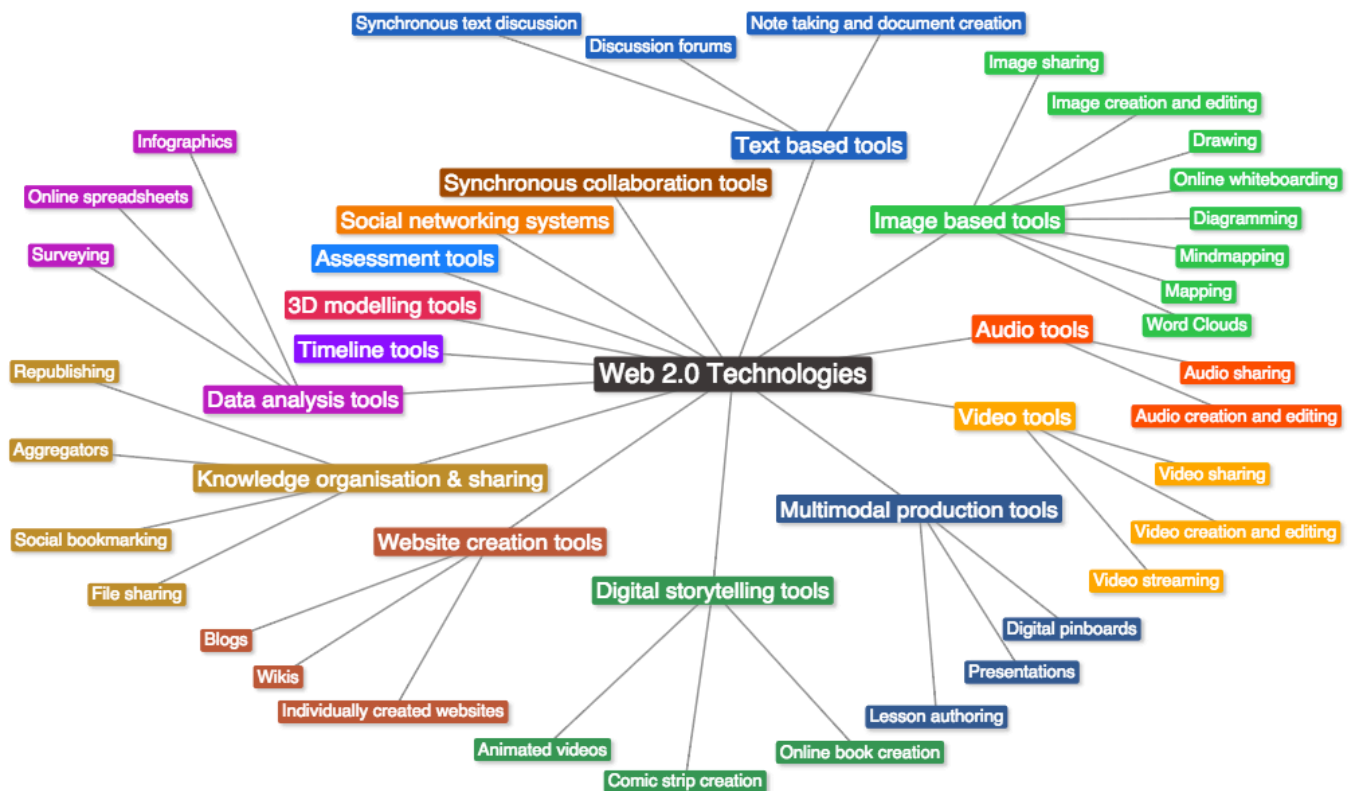 Synchronous text discussion
Note taking and document creation
Discussion forums
Image sharing
Image creation and editing
Infographics
Drawing
Text based tools
Synchronous collaboration tools
Online whiteboarding
Online spreadsheets
Social networking systems
Image based tools
Diagramming
Surveying
Assessment tools
Mindmapping
3D modelling tools
Mapping
Word Clouds
Audio tools
Timeline tools
Republishing
Web 2.0 Technologies
Audio sharing
Data analysis tools
Video tools
Audio creation and editing
Aggregators
Knowledge organisation & sharing
Video sharing
Multimodal production tools
Social bookmarking
Website creation tools
Video creation and editing
File sharing
Digital storytelling tools
Video streaming
Blogs
Digital pinboards
Wikis
Presentations
Individually created websites
Lesson authoring
Animated videos
Online book creation
Comic strip creation